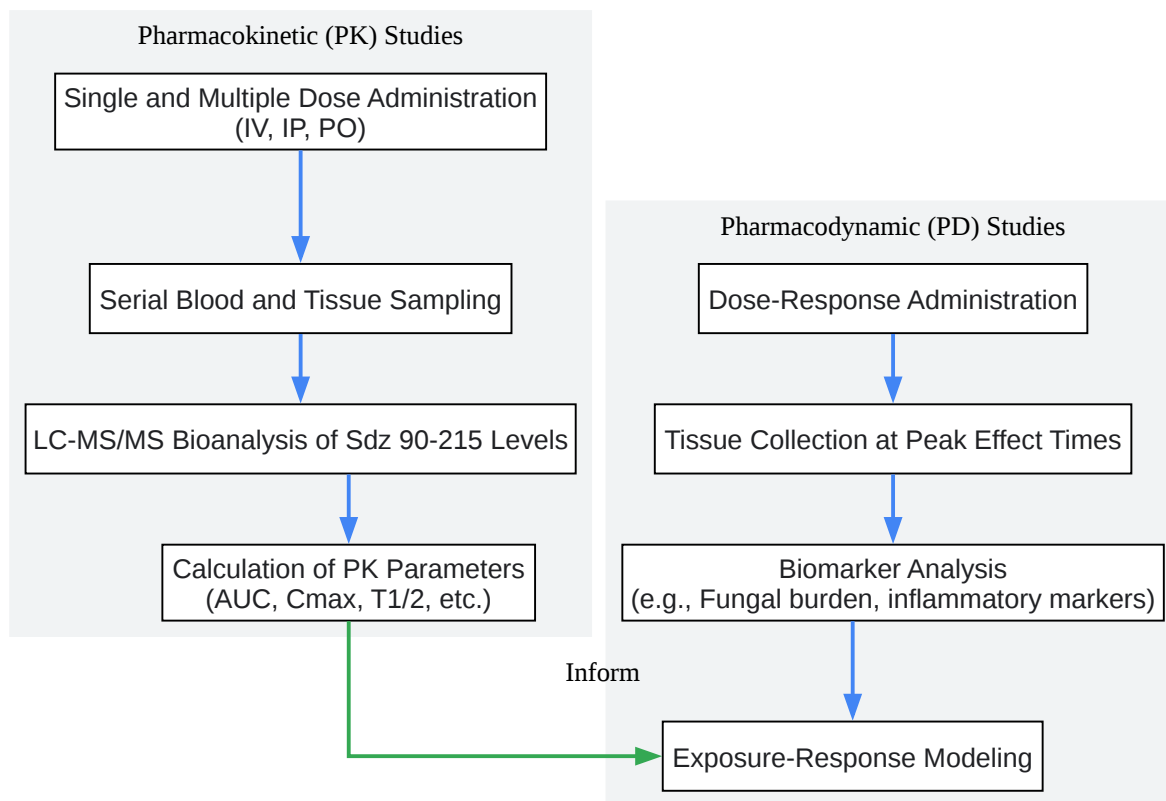 Pharmacokinetic (PK) Studies
Single and Multiple Dose Administration
(IV, IP, PO)
Serial Blood and Tissue Sampling
LC-MS/MS Bioanalysis of Sdz 90-215 Levels
Calculation of PK Parameters
(AUC, Cmax, T1/2, etc.)
Inform
Pharmacodynamic (PD) Studies
Dose-Response Administration
Tissue Collection at Peak Effect Times
Biomarker Analysis
(e.g., Fungal burden, inflammatory markers)
Exposure-Response Modeling